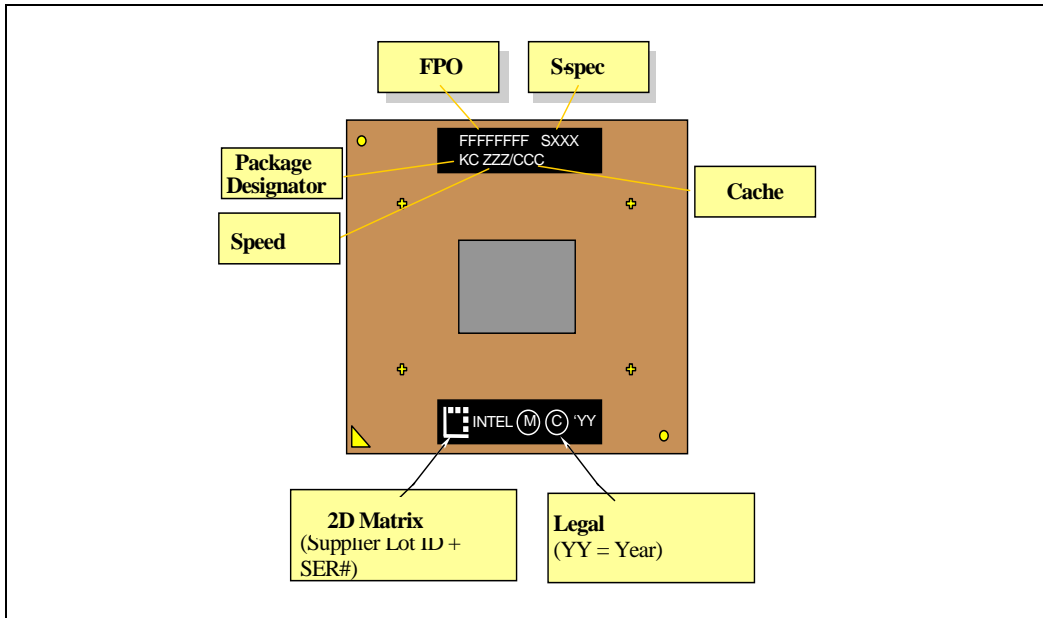 FPO
S-spec
FFFFFFFF SXXX
KC ZZZ/CCC
Package
Designator
Cache
Speed
INTEL M C 'YY
2D Matrix
(Supplier Lot ID +
SER#)
Legal
(YY = Year)